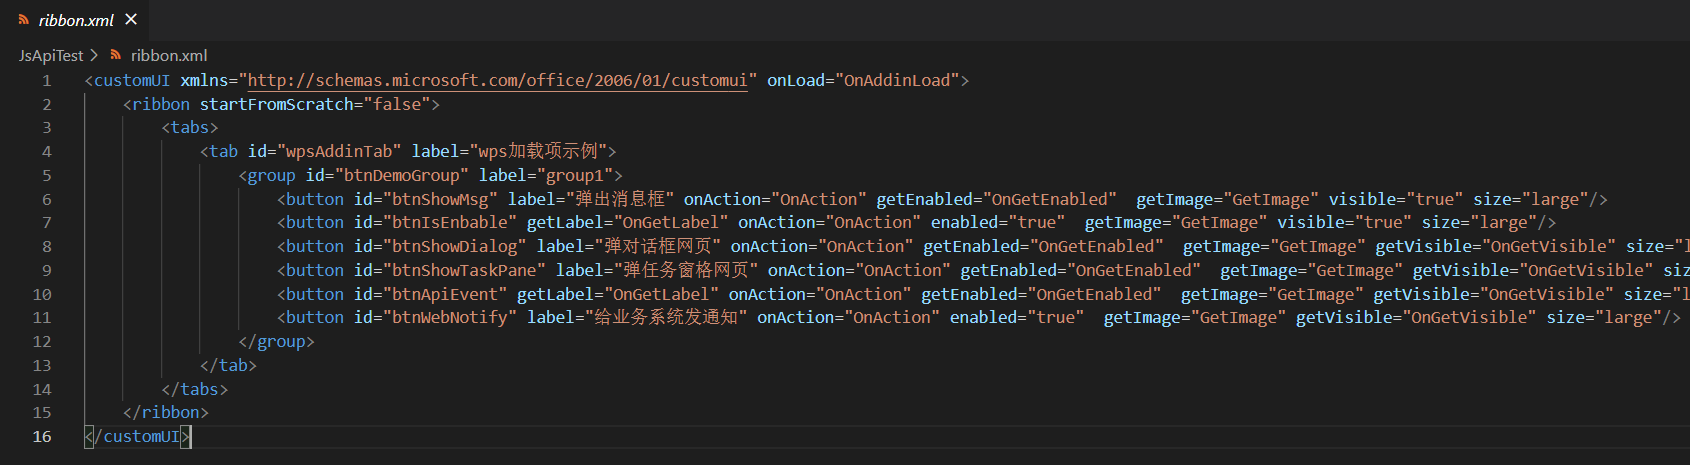 ribbon.xml
JsApiTest > ribbon.xml
1 <customUI xmlns="http://schemas.microsoft.com/office/2006/01/customui" onLoad="OnAddinLoad">
2 <ribbon startFromScratch="false">
3 <tabs>
4 <tab id="wpsAddinTab" label="wps加载项示例">
5 <group id="btnDemoGroup" label="group1">
6 <button id="btnShowMsg" label="弹出消息框" onAction="OnAction" getEnabled="OnGetEnabled"  getImage="GetImage" visible="true" size="large"/>
7 <button id="btnIsEnbable" getLabel="OnGetLabel" onAction="OnAction" enabled="true"  getImage="GetImage" visible="true" size="large"/>
8 <button id="btnShowDialog" label="弹对话框网页" onAction="OnAction" getEnabled="OnGetEnabled"  getImage="GetImage" getVisible="OnGetVisible" size="l
9 <button id="btnShowTaskPane" label="弹任务窗格网页" onAction="OnAction" getEnabled="OnGetEnabled"  getImage="GetImage" getVisible="OnGetVisible" siz
10 <button id="btnApiEvent" getLabel="OnGetLabel" onAction="OnAction" getEnabled="OnGetEnabled"  getImage="GetImage" getVisible="OnGetVisible" size="l
11 <button id="btnWebNotify" label="给业务系统发通知" onAction="OnAction" enabled="true"  getImage="GetImage" getVisible="OnGetVisible" size="large"/>
12 </group>
13 </tab>
14 </tabs>
15 </ribbon>
16 </customUI>